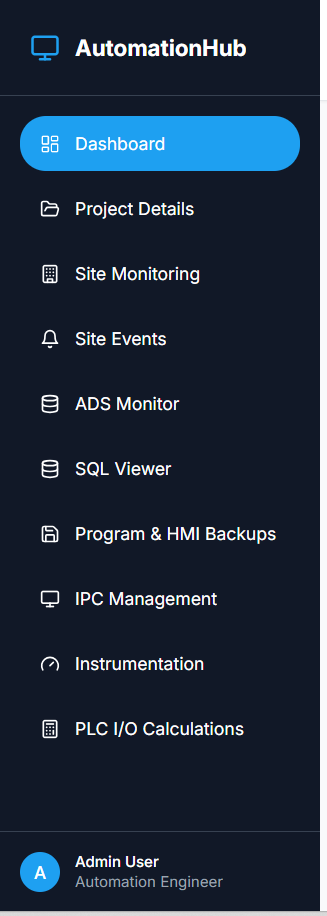 AutomationHub
Dashboard
Project Details
Site Monitoring
Site Events
ADS Monitor
SQL Viewer
Program & HMI Backups
IPC Management
Instrumentation
PLC I/O Calculations
A
Admin User
Automation Engineer